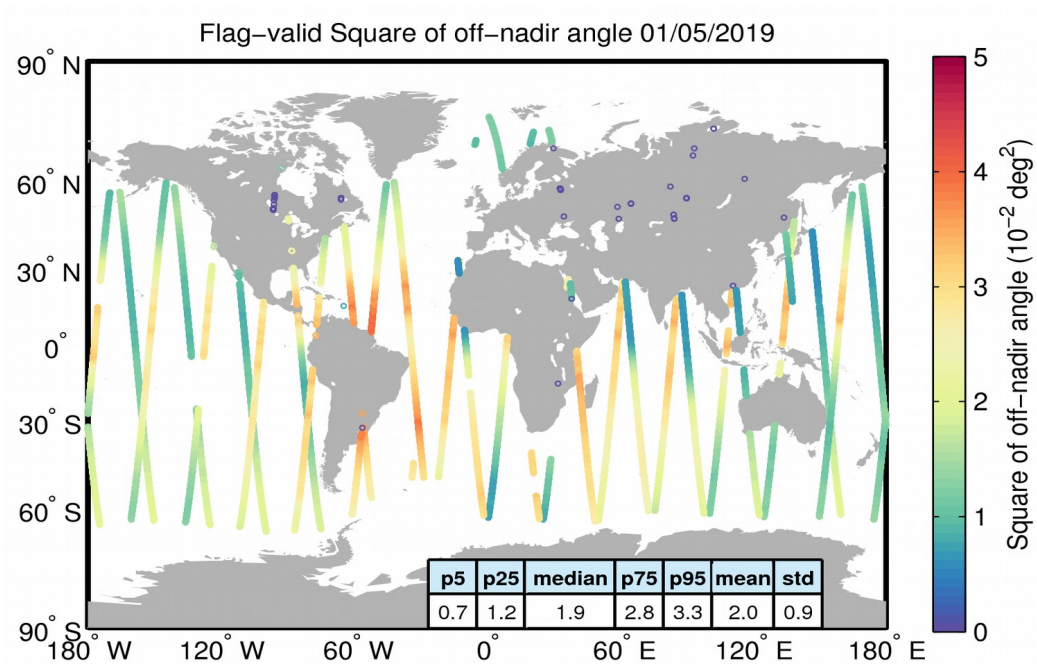 Flag−valid Square of off−nadir angle 01/05/2019
90° N
60° N
30° N
0°
30° S
60° S
90° S
180° W
120° W
60° W
0°
60° E
120° E
180° E
p5 p25 median p75 p95 mean std
0.7 1.2 1.9 2.8 3.3 2.0 0.9
5
4
3
2
1
0
Square of off−nadir angle (10⁻² deg²)